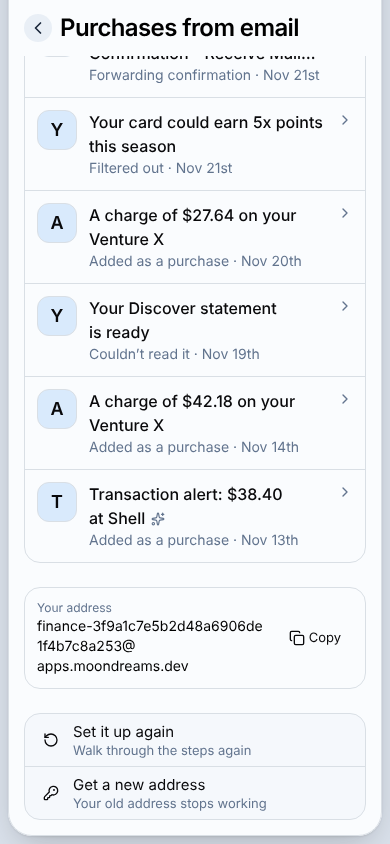 Purchases from email
Confirmation - Receive Mail...
Forwarding confirmation · Nov 21st
Y
Your card could earn 5x points
this season
Filtered out · Nov 21st
A
A charge of $27.64 on your
Venture X
Added as a purchase · Nov 20th
Y
Your Discover statement
is ready
Couldn’t read it · Nov 19th
A
A charge of $42.18 on your
Venture X
Added as a purchase · Nov 14th
T
Transaction alert: $38.40
at Shell
Added as a purchase · Nov 13th
Your address
finance-3f9a1c7e5b2d48a6906de
1f4b7c8a253@
apps.moondreams.dev
Copy
Set it up again
Walk through the steps again
Get a new address
Your old address stops working